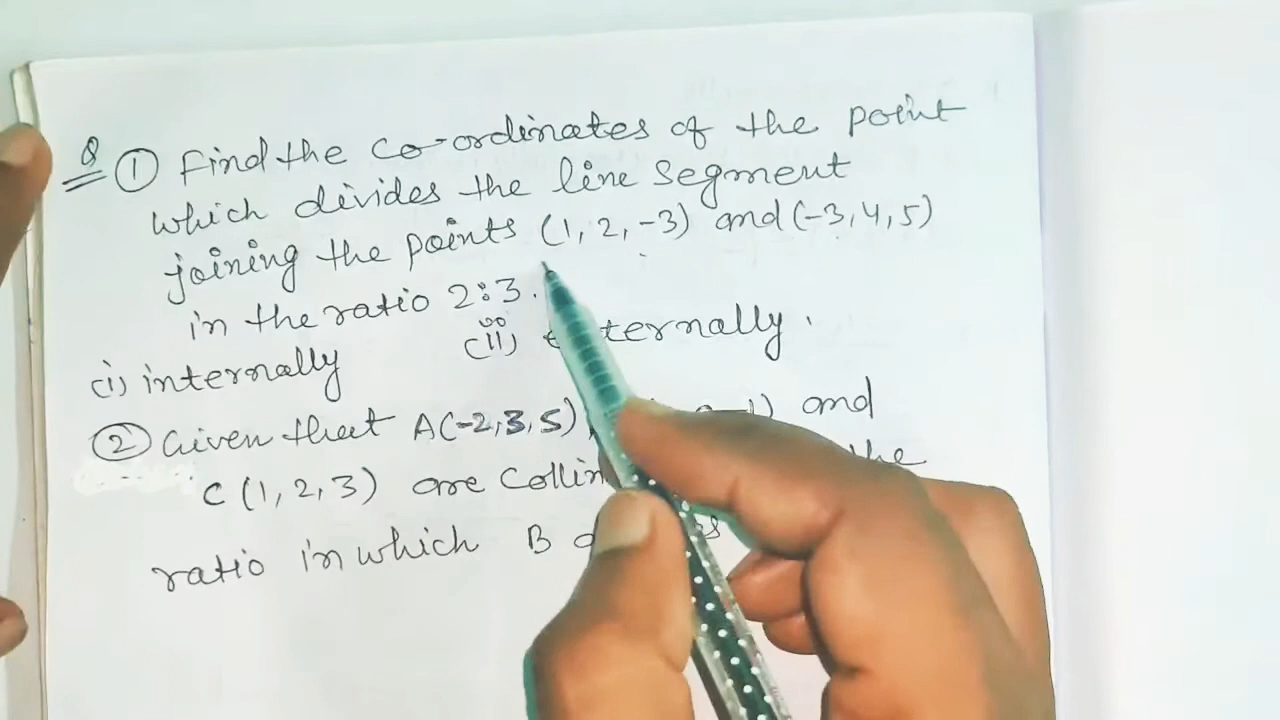 Q ① Find the co-ordinates of the point
which divides the line segment
joining the points (1, 2, -3) and (-3, 4, 5)
in the ratio 2:3.
(i) internally (ii) ternally.
② Given that A(-2, 3, 5), and
C(1, 2, 3) are Collin the
ratio in which B